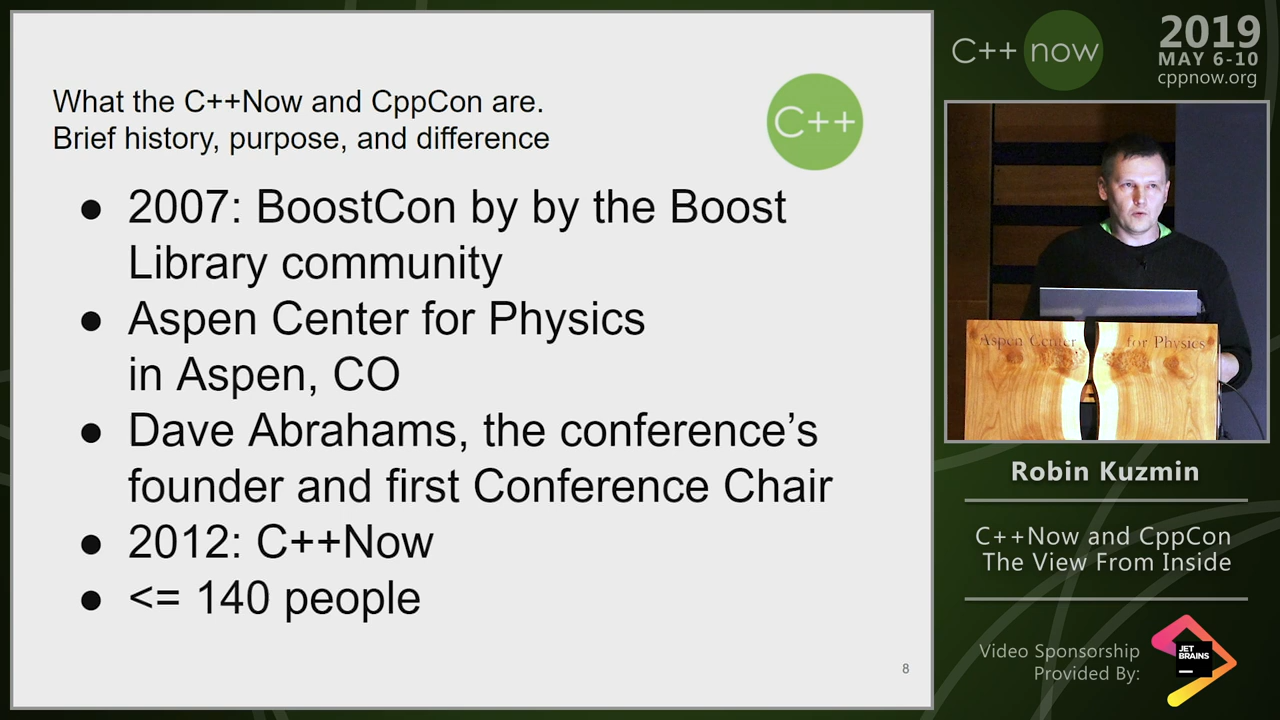 What the C++Now and CppCon are.
Brief history, purpose, and difference
C++
● 2007: BoostCon by by the Boost
Library community
● Aspen Center for Physics
in Aspen, CO
● Dave Abrahams, the conference’s
founder and first Conference Chair
● 2012: C++Now
● <= 140 people
8
C++ now
2019
MAY 6-10
cppnow.org
Aspen Center for Physics
Robin Kuzmin
C++Now and CppCon
The View From Inside
Video Sponsorship
Provided By:
JET
BRAINS